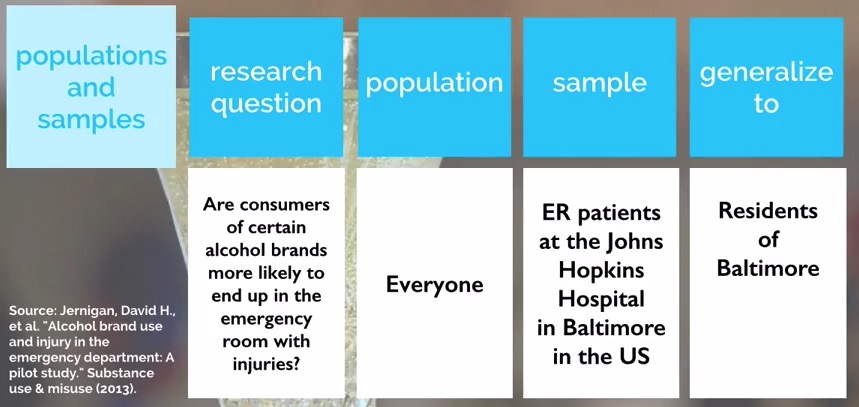 populations
and
samples
research
question
population
sample
generalize
to
Are consumers
of certain
alcohol brands
more likely to
end up in the
emergency
room with
injuries?
Everyone
ER patients
at the Johns
Hopkins
Hospital
in Baltimore
in the US
Residents
of
Baltimore
Source: Jernigan, David H.,
et al. "Alcohol brand use
and injury in the
emergency department: A
pilot study." Substance
use & misuse (2013).